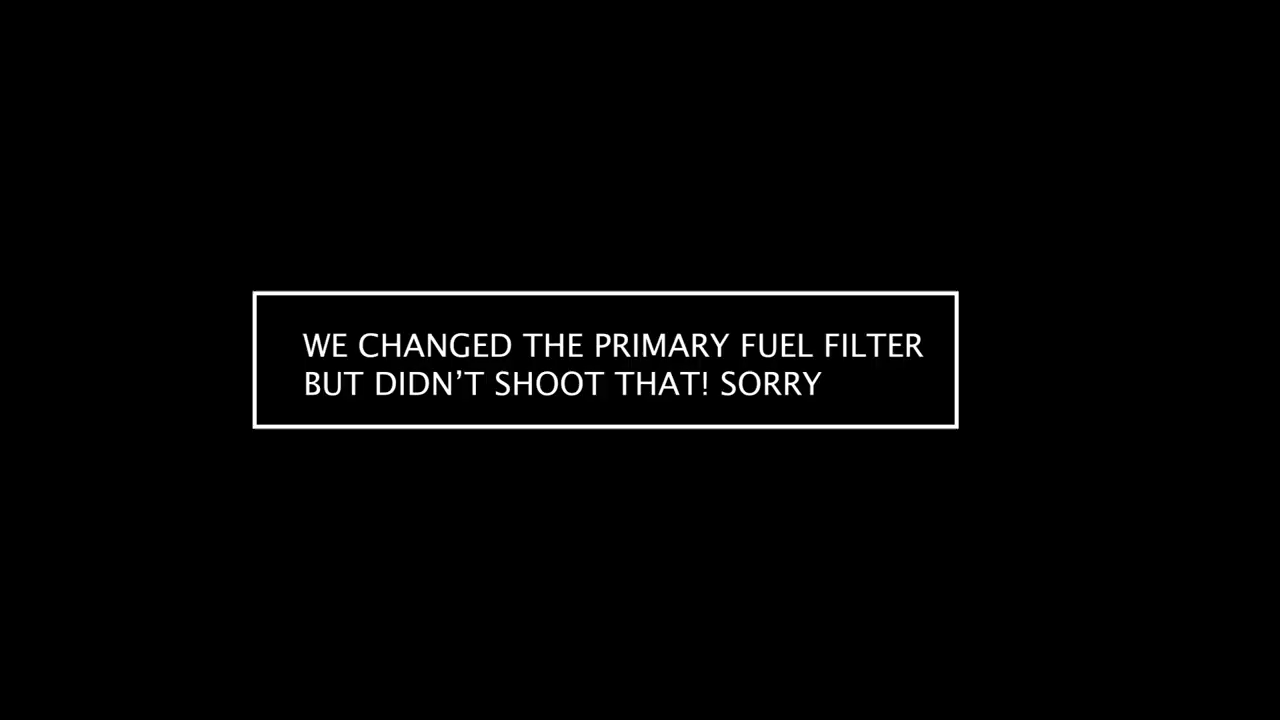 WE CHANGED THE PRIMARY FUEL FILTER
BUT DIDN’T SHOOT THAT! SORRY